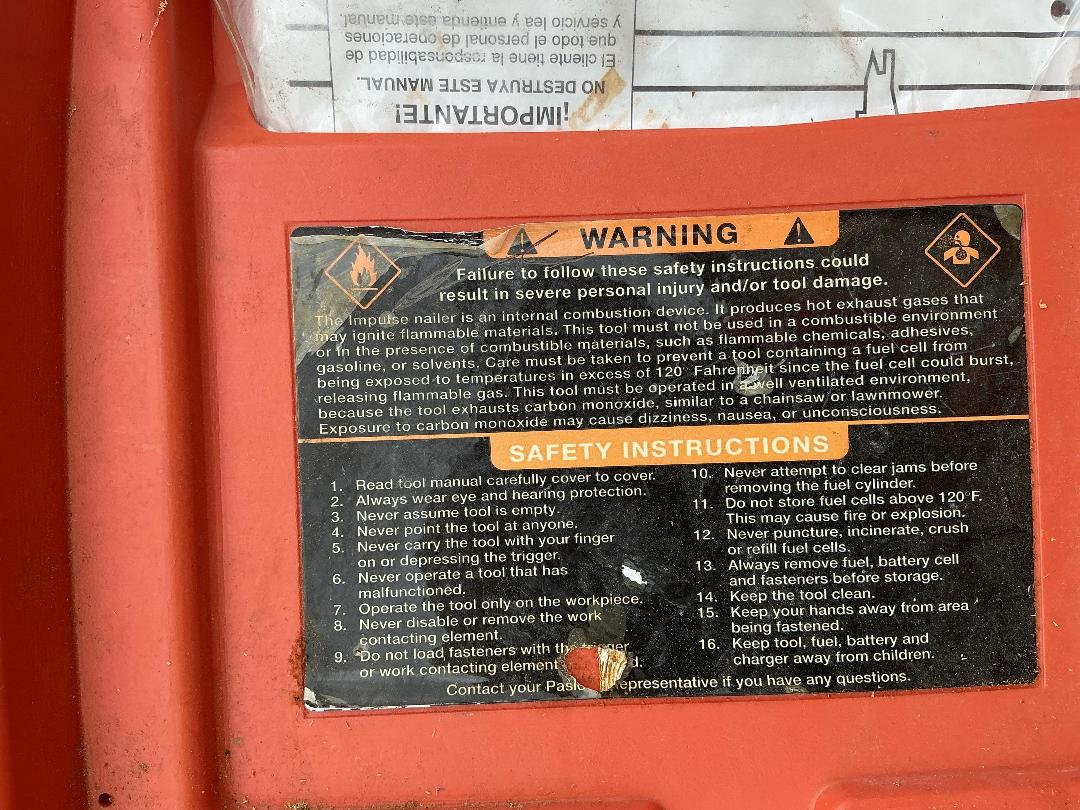 ¡IMPORTANTE!
NO DESTRUYA ESTE MANUAL.
El cliente tiene la responsabilidad de
que todo el personal de operaciones
y servicio lea y entienda este manual.
WARNING
Failure to follow these safety instructions could
result in severe personal injury and/or tool damage.
The Impulse nailer is an internal combustion device. It produces hot exhaust gases that
may ignite flammable materials. This tool must not be used in a combustible environment
or in the presence of combustible materials, such as flammable chemicals, adhesives,
gasoline, or solvents. Care must be taken to prevent a tool containing a fuel cell from
being exposed to temperatures in excess of 120° Fahrenheit since the fuel cell could burst,
releasing flammable gas. This tool must be operated in a well ventilated environment,
because the tool exhausts carbon monoxide, similar to a chainsaw or lawnmower.
Exposure to carbon monoxide may cause dizziness, nausea, or unconsciousness.
SAFETY INSTRUCTIONS
1. Read tool manual carefully cover to cover.
2. Always wear eye and hearing protection.
3. Never assume tool is empty.
4. Never point the tool at anyone.
5. Never carry the tool with your finger
on or depressing the trigger.
6. Never operate a tool that has
malfunctioned.
7. Operate the tool only on the workpiece.
8. Never disable or remove the work
contacting element.
9. Do not load fasteners with the trigger
or work contacting element
10. Never attempt to clear jams before
removing the fuel cylinder.
11. Do not store fuel cells above 120°F.
This may cause fire or explosion.
12. Never puncture, incinerate, crush
or refill fuel cells.
13. Always remove fuel, battery cell
and fasteners before storage.
14. Keep the tool clean.
15. Keep your hands away from area
being fastened.
16. Keep tool, fuel, battery and
charger away from children.
Contact your representative if you have any questions.